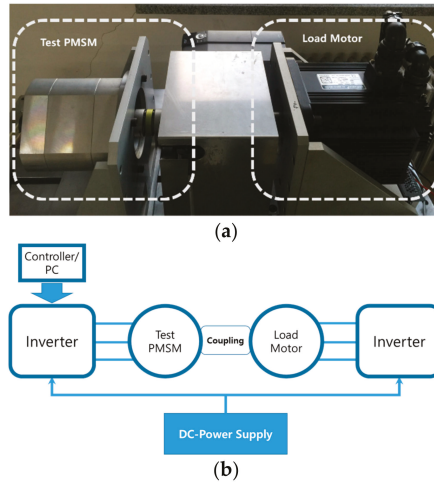 Test PMSM
Load Motor
(a)
Controller/
PC
Inverter
Test
PMSM
Coupling
Load
Motor
Inverter
DC-Power Supply
(b)